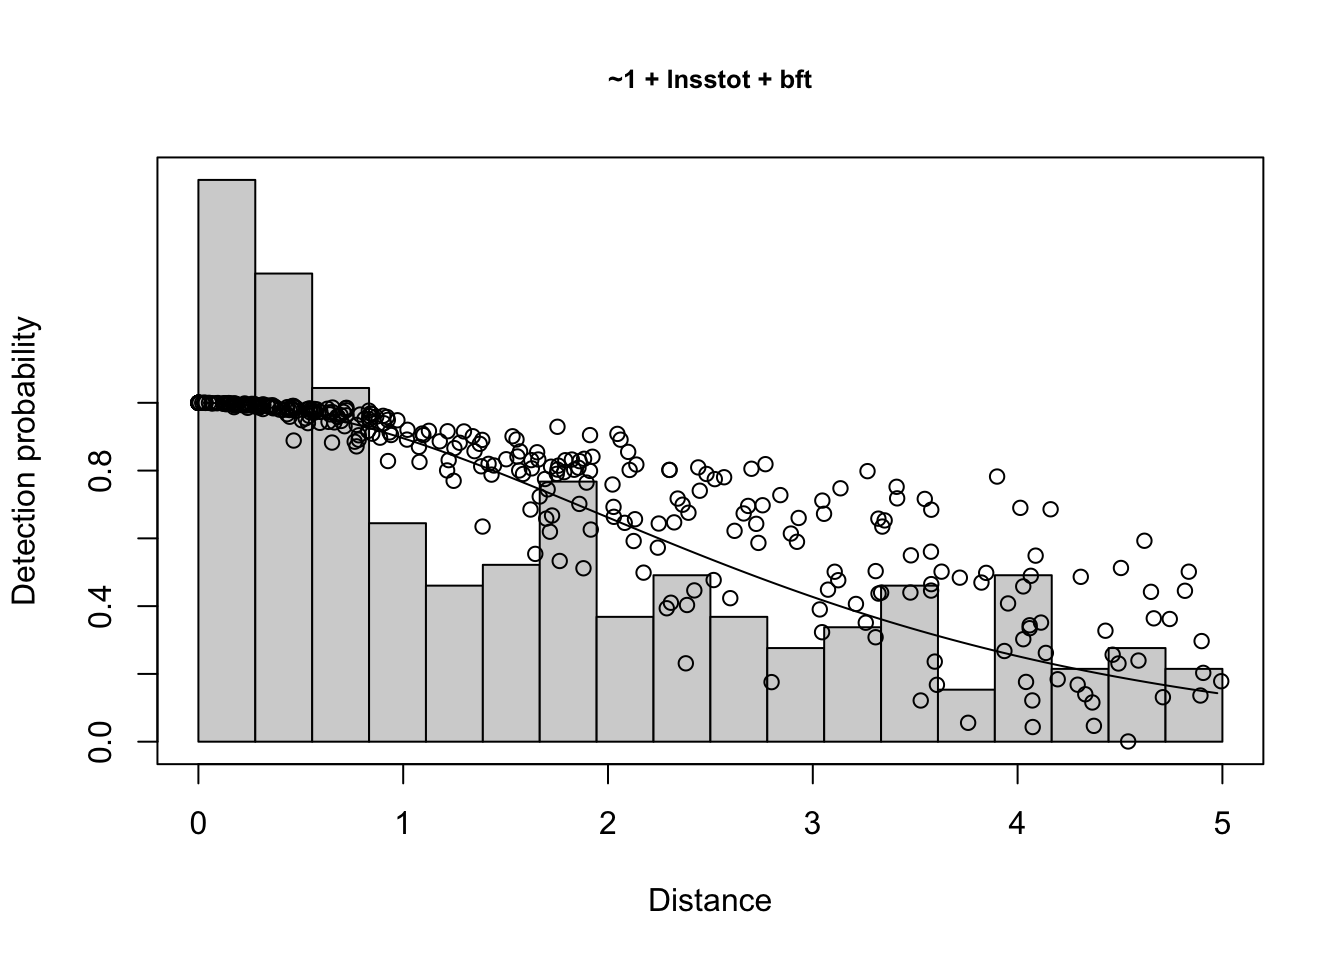 ~1 + lnsstot + bft
Detection probability
0.8
0.4
0.0
0 1 2 3 4 5
Distance